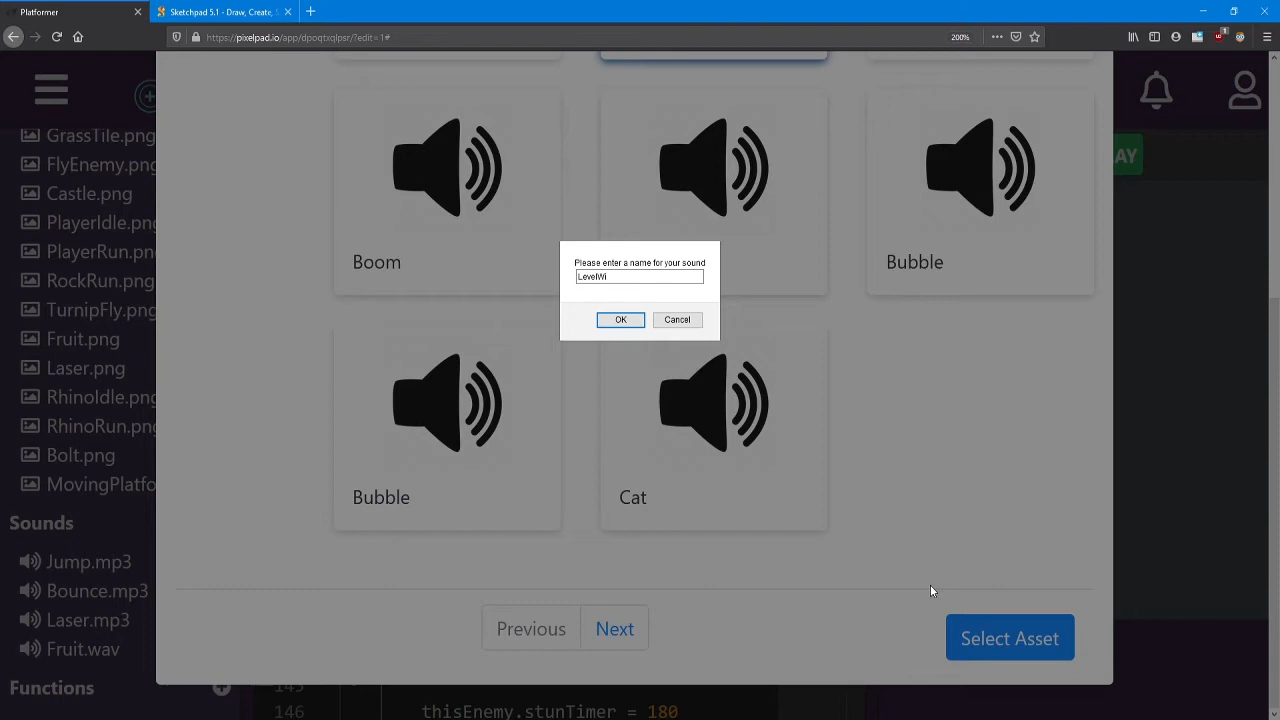 Platformer
Sketchpad 5.1 - Draw, Create,
https://pixelpad.io/app/dpoqtxqlpsr/?edit=1#
200%
GrassTile.png
FlyEnemy.png
Castle.png
PlayerIdle.png
PlayerRun.png
RockRun.png
TurnipFly.png
Fruit.png
Laser.png
RhinoIdle.png
RhinoRun.png
Bolt.png
MovingPlatfo
Sounds
Jump.mp3
Bounce.mp3
Laser.mp3
Fruit.wav
Functions
AY
Boom
Bubble
Please enter a name for your sound
LevelWi
OK
Cancel
Bubble
Cat
Previous
Next
Select Asset
145
146
thisEnemy.stunTimer = 180